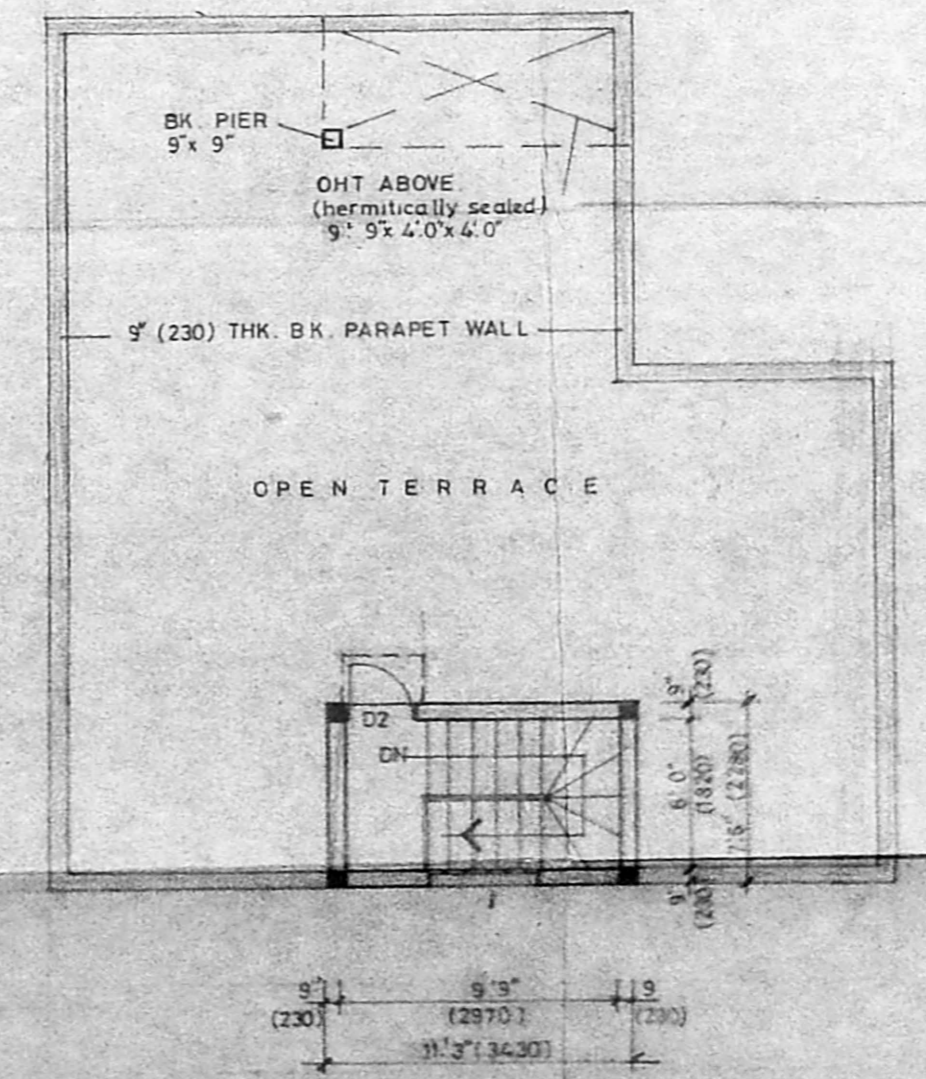 BK. PIER
9"x 9"
OHT ABOVE.
(hermitically sealed)
9'.9"x 4'.0"x 4'.0"
9" (230) THK. BK. PARAPET WALL
OPEN TERRACE
D2
DN
9"
(230)
6'.0"
(1820)
7'.6" (2280)
9"
(230)
9"
(230)
9'.9"
(2970)
9
(230)
11'.3" (3430)